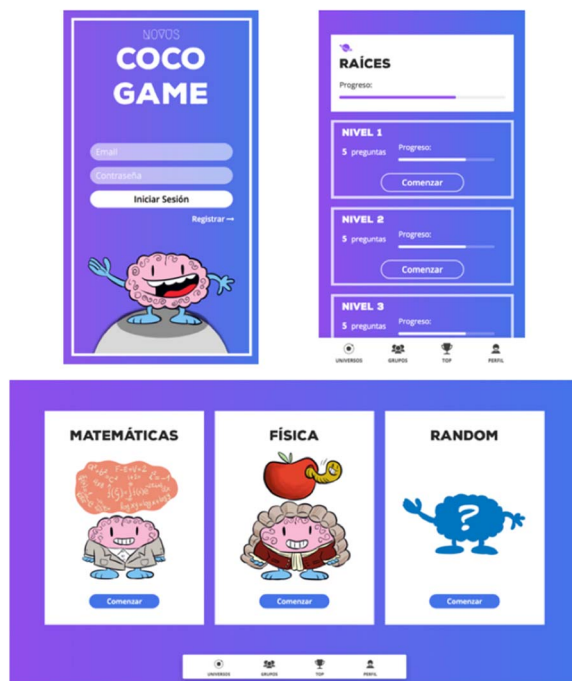 NOVUS
COCO
GAME
Email
Contraseña
Iniciar Sesión
Registrar →
RAÍCES
Progreso:
NIVEL 1
5 preguntas
Progreso:
Comenzar
NIVEL 2
5 preguntas
Progreso:
Comenzar
NIVEL 3
5 preguntas
Progreso:
UNIVERSOS GRUPOS TOP PERFIL
MATEMÁTICAS
Comenzar
FÍSICA
Comenzar
RANDOM
?
Comenzar
UNIVERSOS GRUPOS TOP PERFIL